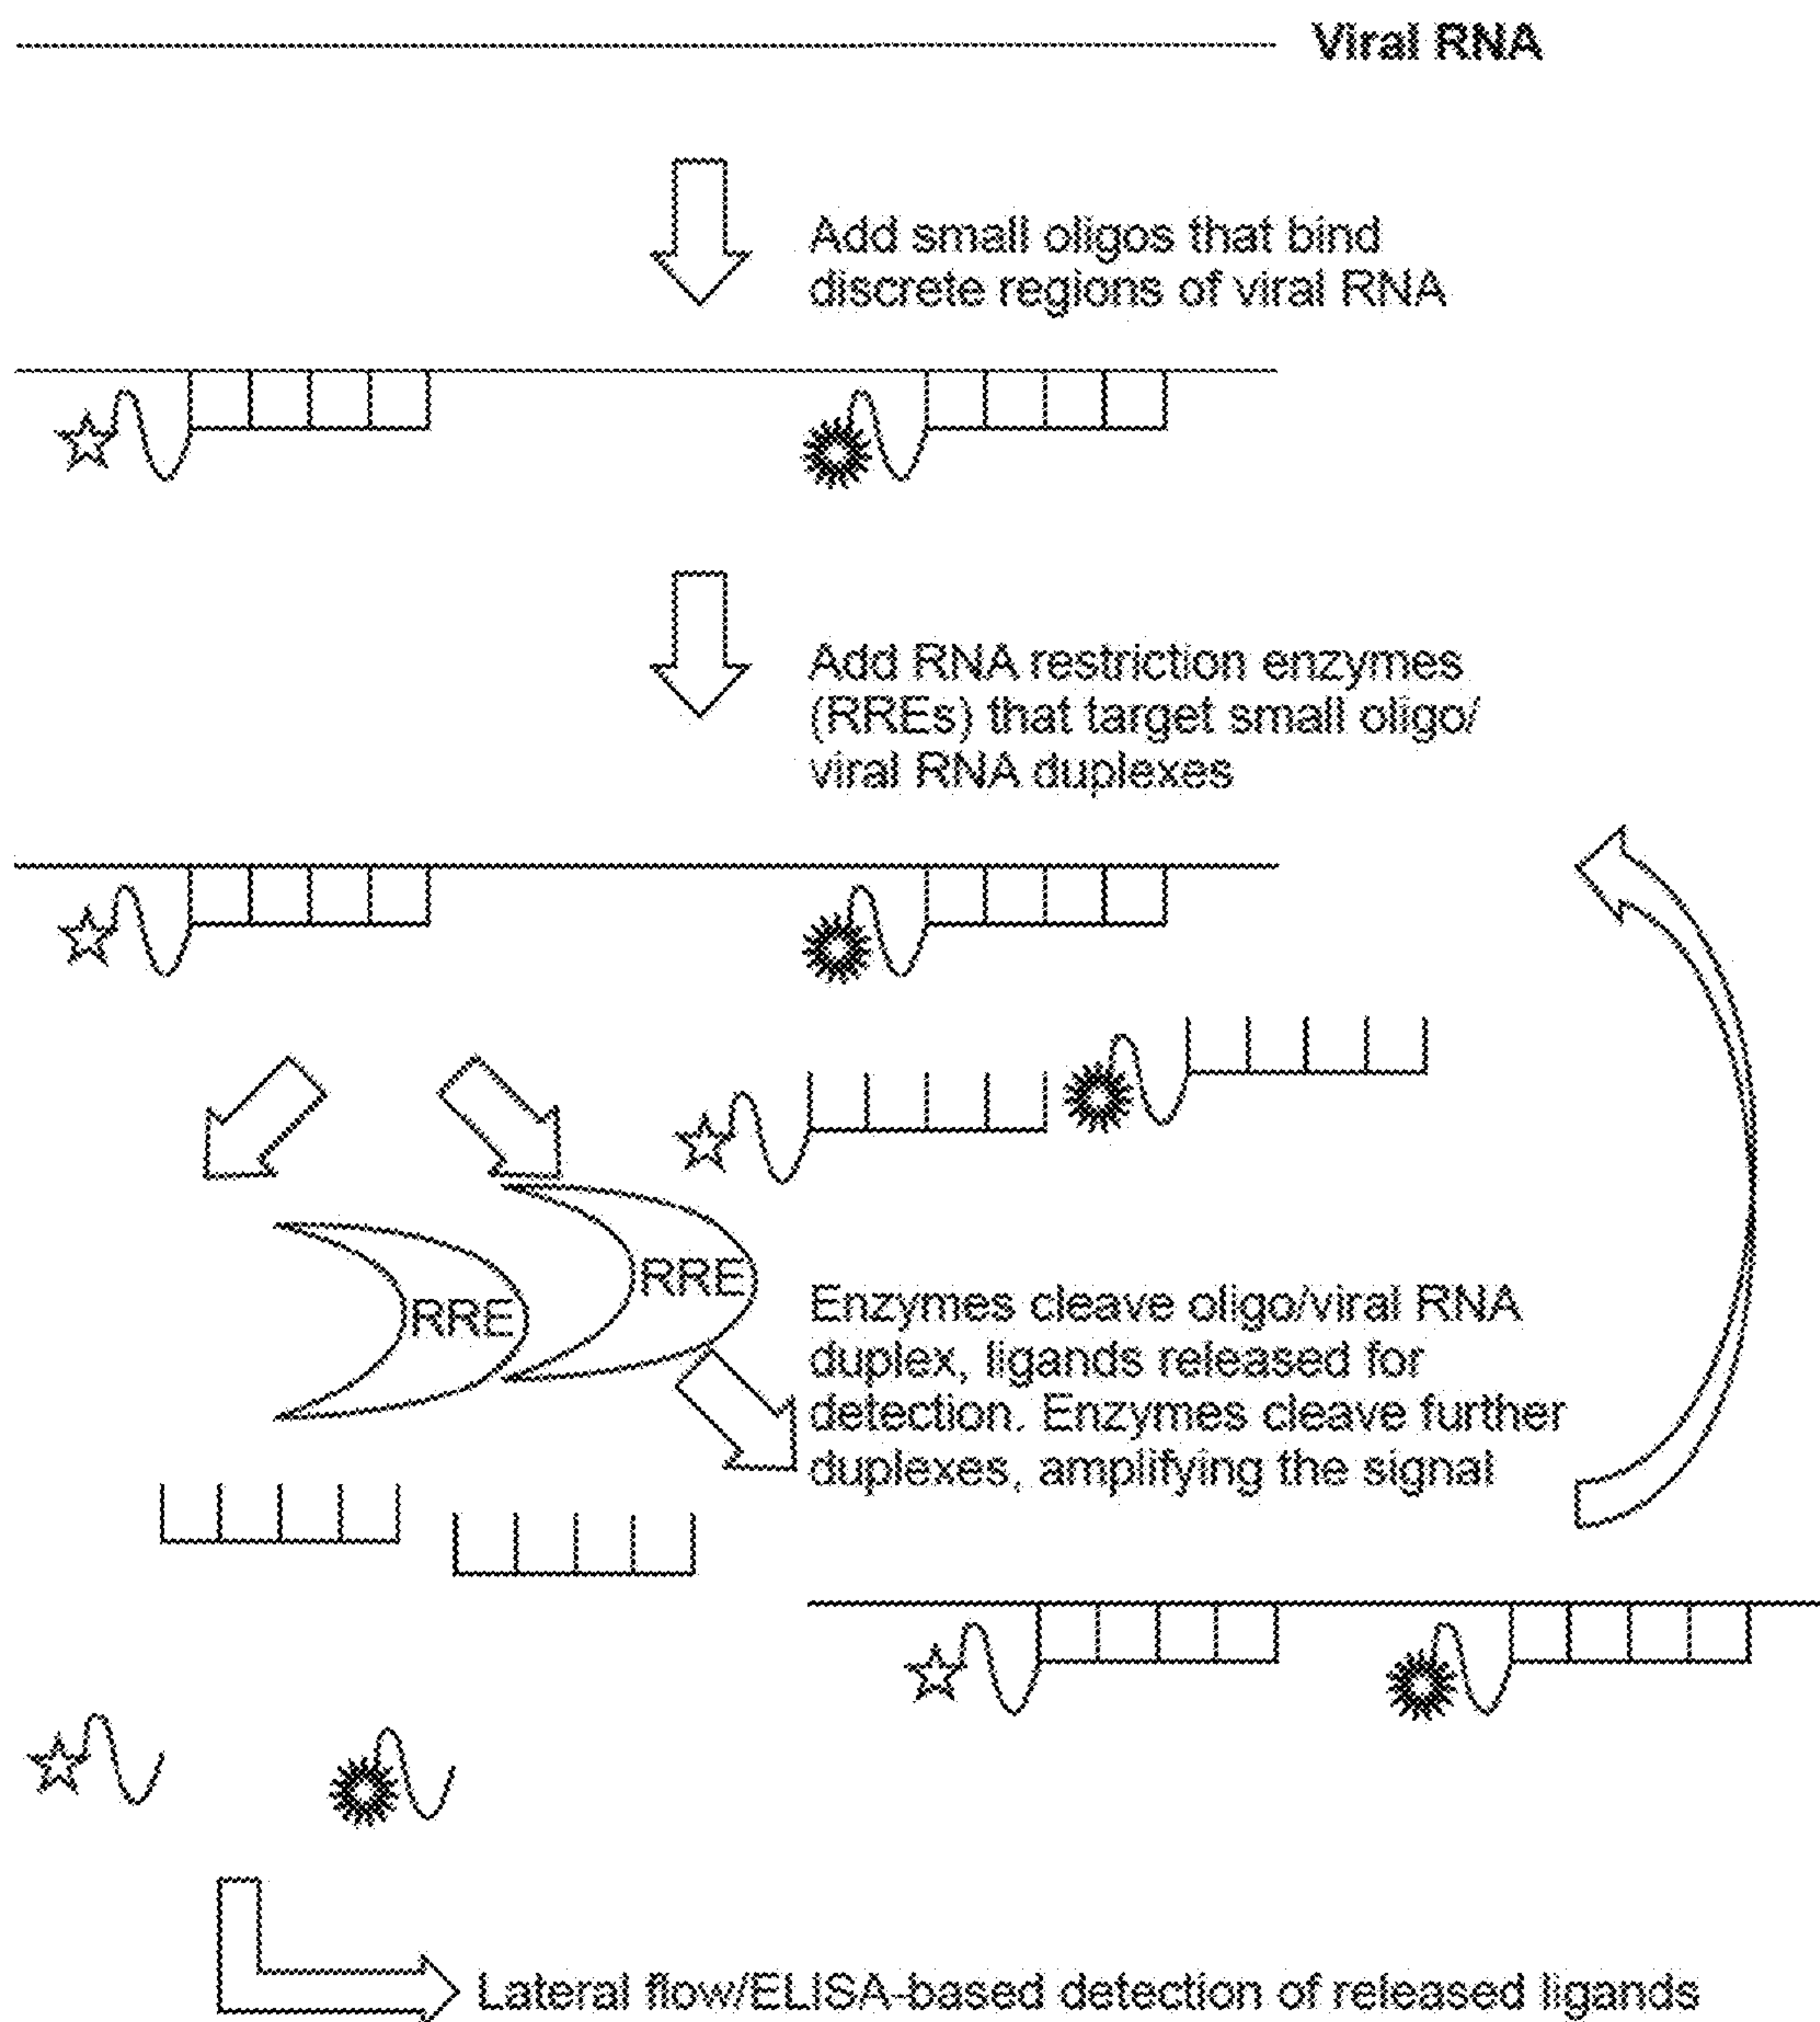 Viral RNA
Add small oligos that bind
discrete regions of viral RNA
Add RNA restriction enzymes
(RREs) that target small oligo/
viral RNA duplexes
RRE
RRE
Enzymes cleave oligo/viral RNA
duplex, ligands released for
detection. Enzymes cleave further
duplexes, amplifying the signal
Lateral flow/ELISA-based detection of released ligands